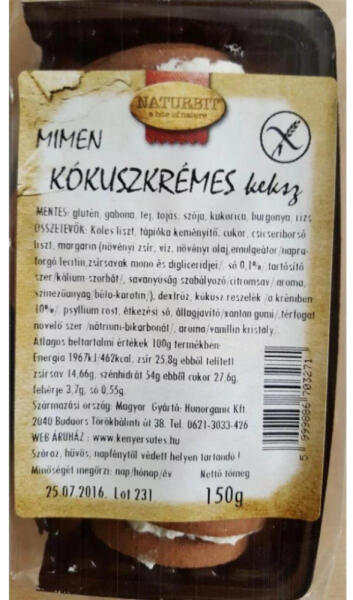 NATURBIT
a bite of nature
MIMEN
KÓKUSZKRÉMES keksz
MENTES: glutén, gabona, tej, tojás, szója, kukorica, burgonya, rizs
ÖSSZETEVŐK: Köles liszt, tápióka keményítő, cukor, csicseriborsó
liszt, margarin (növényi zsír, víz, növényi olaj,emulgeátor/napra-
forgó lecitin,zsírsavak mono és digliceridjei/, só 0,1%/, tartósító
szer/kálium-szorbát/, savanyúság szabályozó/citromsav/aroma,
színezőanyag/béta-karotin/), dextróz, kókusz reszelék /a krémben
10%/, psyllium rost, étkezési só, állagjavító/xantán gumi/,térfogat
növelő szer /nátrium-bikarbonát/, aroma/vanillin kristály/
Átlagos beltartalmi értékek 100g termékben:
Energia 1967kJ/462kcal, zsír 25,8g ebből telített
zsírsav 14,66g, szénhidrát 54g ebből cukor 27,6g,
fehérje 3,7g, só 0,55g.
Származási ország: Magyar Gyártó: Hunorganic Kft.
2040 Budaörs Törökbálinti út 38. Tel. 0621-3033-426
WEB ÁRUHÁZ : www.kenyersutes.hu
Száraz, hűvös, napfénytől védett helyen tartandó !
Minőségét megőrzi: nap/hónap/év Nettó tömeg
25.07.2016. Lot 231 150g
5 999886 783271